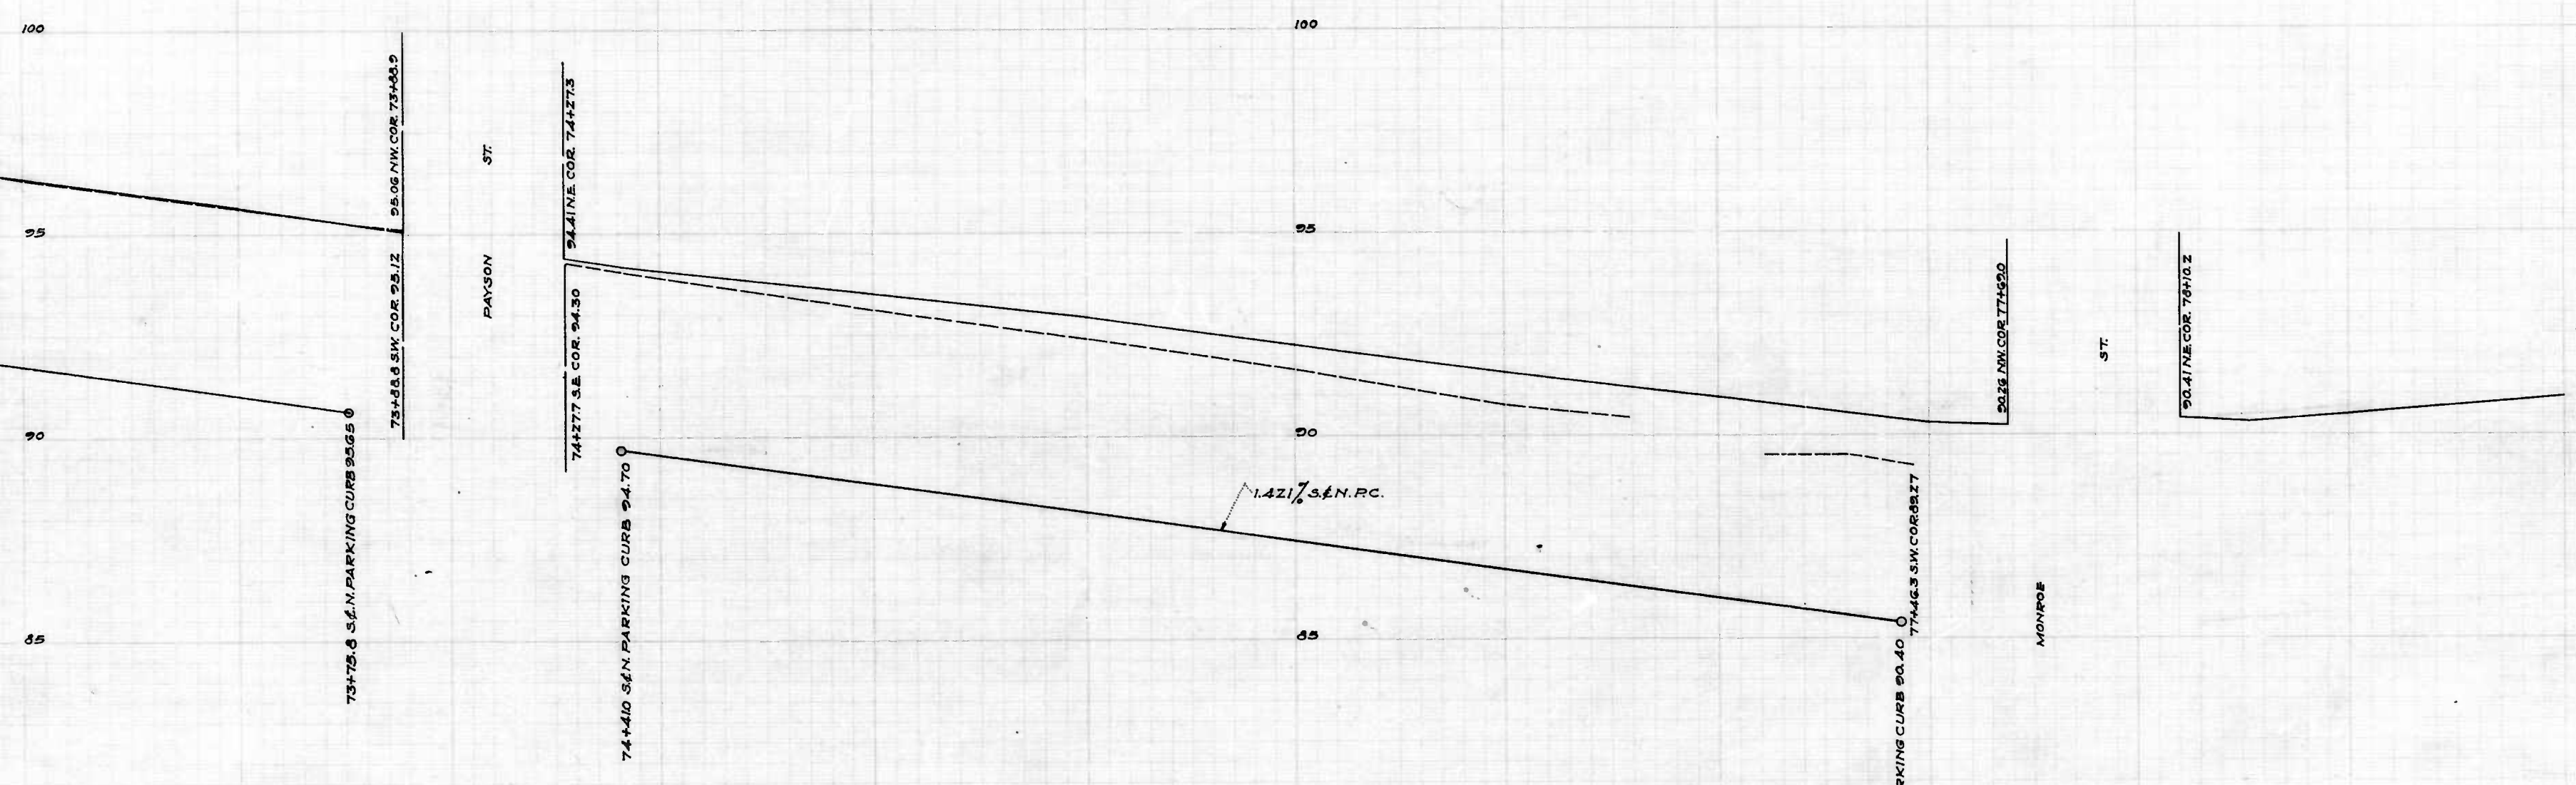 100
100
95.06 N.W. COR. 73+88.9
73+88.8 S.W. COR. 95.12
PAYSON ST.
94.41 N.E. COR. 74+27.3
74+27.7 S.E. COR. 94.30
95
95
90
90
85
85
73+75.8 S.&N. PARKING CURB 95.65
74+41.0 S.&N. PARKING CURB 94.70
1.421% S.&N. P.C.
77+46.3 S.W. COR. 89.27
RKING CURB 90.40
90.26 N.W. COR. 77+69.0
MONROE ST.
90.41 N.E. COR. 78+10.2